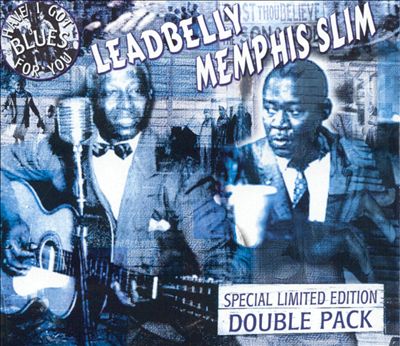 HAVE I GOT
BLUES
FOR YOU
LEADBELLY
MEMPHIS SLIM
ST THOU BELIEVE
SPECIAL LIMITED EDITION
DOUBLE PACK